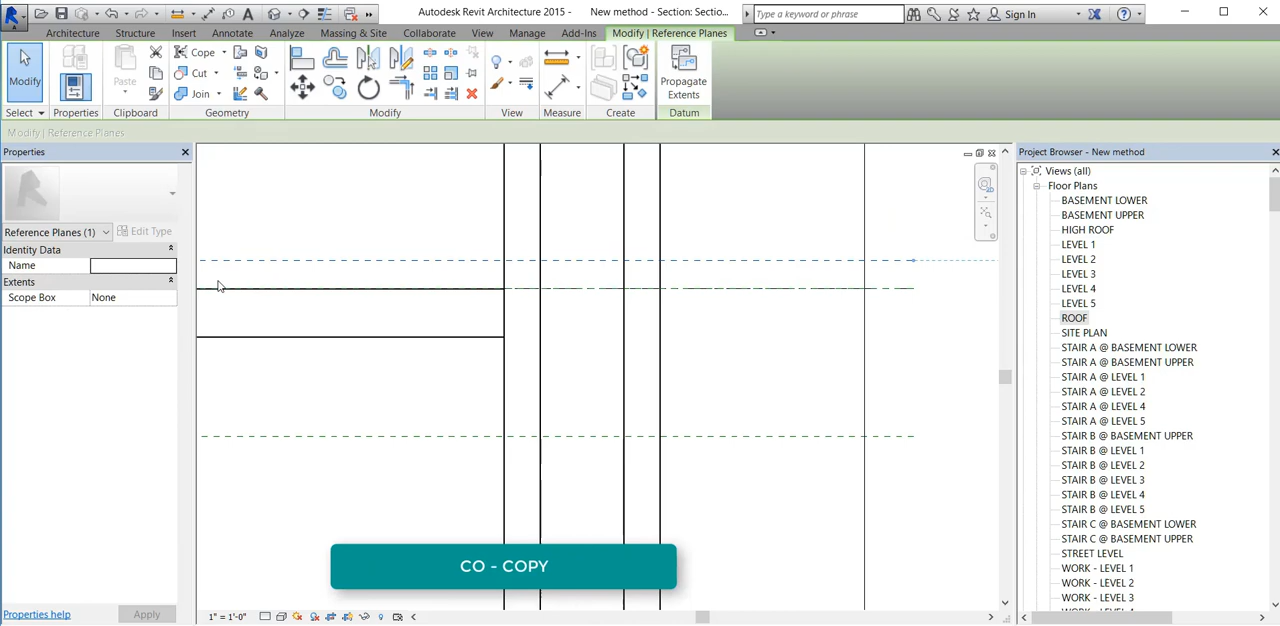 Autodesk Revit Architecture 2015 - New method - Section: Sectio...
Type a keyword or phrase
Sign In
Architecture Structure Insert Annotate Analyze Massing & Site Collaborate View Manage Add-Ins Modify | Reference Planes
Modify
Paste
Cope
Cut
Join
Propagate
Extents
Select Properties Clipboard Geometry Modify View Measure Create Datum
Modify | Reference Planes
Properties
Reference Planes (1)
Edit Type
Identity Data
Name
Extents
Scope Box None
Properties help
Apply
CO - COPY
1" = 1'-0"
Project Browser - New method
Views (all)
Floor Plans
BASEMENT LOWER
BASEMENT UPPER
HIGH ROOF
LEVEL 1
LEVEL 2
LEVEL 3
LEVEL 4
LEVEL 5
ROOF
SITE PLAN
STAIR A @ BASEMENT LOWER
STAIR A @ BASEMENT UPPER
STAIR A @ LEVEL 1
STAIR A @ LEVEL 2
STAIR A @ LEVEL 4
STAIR A @ LEVEL 5
STAIR B @ BASEMENT UPPER
STAIR B @ LEVEL 1
STAIR B @ LEVEL 2
STAIR B @ LEVEL 3
STAIR B @ LEVEL 4
STAIR B @ LEVEL 5
STAIR C @ BASEMENT LOWER
STAIR C @ BASEMENT UPPER
STREET LEVEL
WORK - LEVEL 1
WORK - LEVEL 2
WORK - LEVEL 3